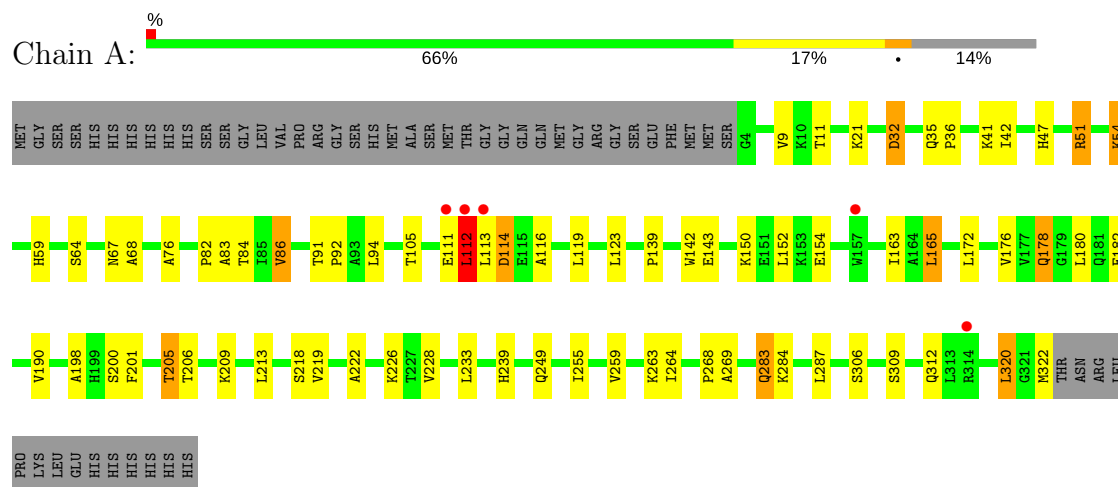 %
Chain A:
66% 17% • 14%
MET GLY SER SER HIS HIS HIS HIS HIS HIS SER SER GLY LEU VAL PRO ARG GLY SER HIS MET ALA SER MET THR GLY GLY GLN GLN MET GLY ARG GLY SER GLU PHE MET MET SER G4 V9 K10 T11 K21 D32 Q35 P36 K41 I42 H47 R51
H59 S64 N67 A68 A76 P82 A83 T84 I85 V86 T91 P92 A93 L94 T105 E111 L112 L113 D114 E115 A116 L119 L123 P139 W142 E143 K150 E151 L152 K153 E154 W157 I163 A164 L165 L172 V176 V177 Q178 G179 L180 Q181
V190 A198 H199 S200 F201 T205 T206 K209 L213 S218 V219 A222 K226 T227 V228 L233 H239 Q249 I255 V259 K263 I264 P268 A269 Q283 K284 L287 S306 S309 Q312 L313 R314 L320 G321 M322 THR ASN ARG LEU
PRO LYS LEU GLU HIS HIS HIS HIS HIS HIS